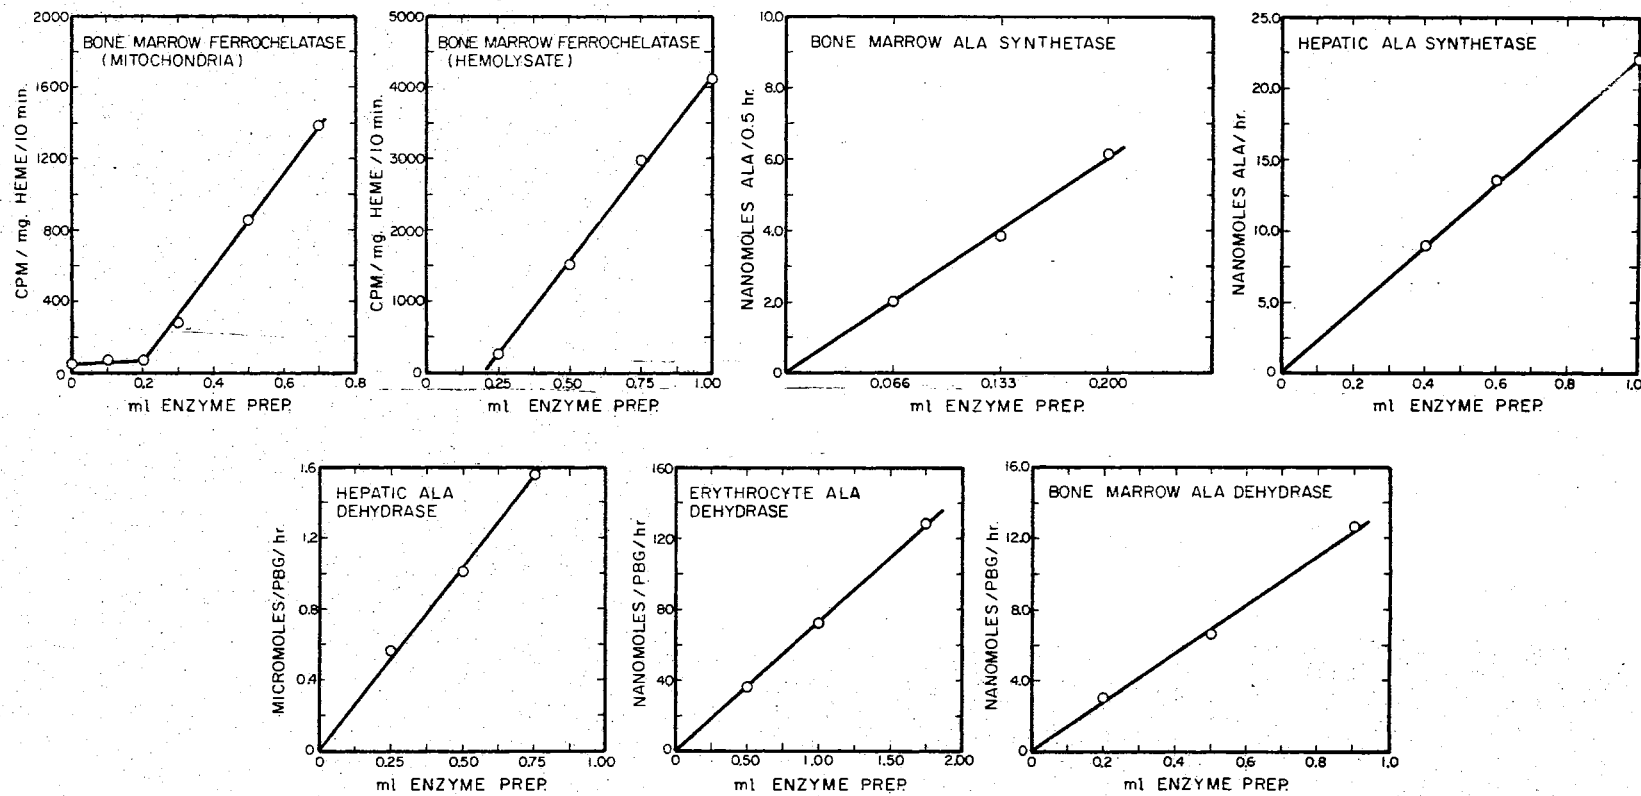 BONE MARROW FERROCHELATASE
(MITOCHONDRIA)
CPM / mg. HEME / 10 min.
2000
1600
1200
800
400
0
0 0.2 0.4 0.6 0.8
ml ENZYME PREP.
BONE MARROW FERROCHELATASE
(HEMOLYSATE)
CPM / mg. HEME / 10 min.
5000
4000
3000
2000
1000
0
0 0.25 0.50 0.75 1.00
ml ENZYME PREP.
BONE MARROW ALA SYNTHETASE
NANOMOLES ALA / 0.5 hr.
10.0
8.0
6.0
4.0
2.0
0
0.066 0.133 0.200
ml ENZYME PREP.
HEPATIC ALA SYNTHETASE
NANOMOLES ALA / hr.
25.0
20.0
15.0
10.0
5.0
0
0 0.2 0.4 0.6 0.8 1.0
ml ENZYME PREP.
HEPATIC ALA
DEHYDRASE
MICROMOLES/PBG/hr.
1.6
1.2
0.8
0.4
0
0 0.25 0.50 0.75 1.00
ml ENZYME PREP.
ERYTHROCYTE ALA
DEHYDRASE
NANOMOLES/PBG/hr.
160
120
80
40
0
0 0.50 1.00 1.50 2.00
ml ENZYME PREP.
BONE MARROW ALA DEHYDRASE
NANOMOLES/PBG/hr.
16.0
12.0
8.0
4.0
0
0 0.2 0.4 0.6 0.8 1.0
ml ENZYME PREP.